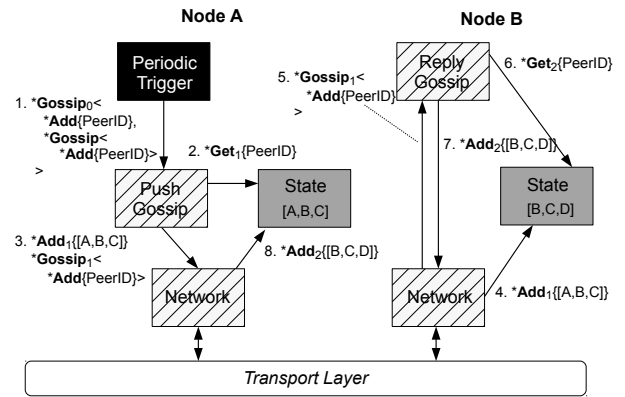 Node A
Node B
Periodic
Trigger
Reply
Gossip
1. *Gossip0<
*Add{PeerID},
*Gossip<
*Add{PeerID}>
>
5. *Gossip1<
*Add{PeerID}
>
6. *Get2{PeerID}
2. *Get1{PeerID}
7. *Add2{[B,C,D]}
Push
Gossip
State
[A,B,C]
State
[B,C,D]
3. *Add1{[A,B,C]}
*Gossip1<
*Add{PeerID}>
8. *Add2{[B,C,D]}
4. *Add1{[A,B,C]}
Network
Network
Transport Layer